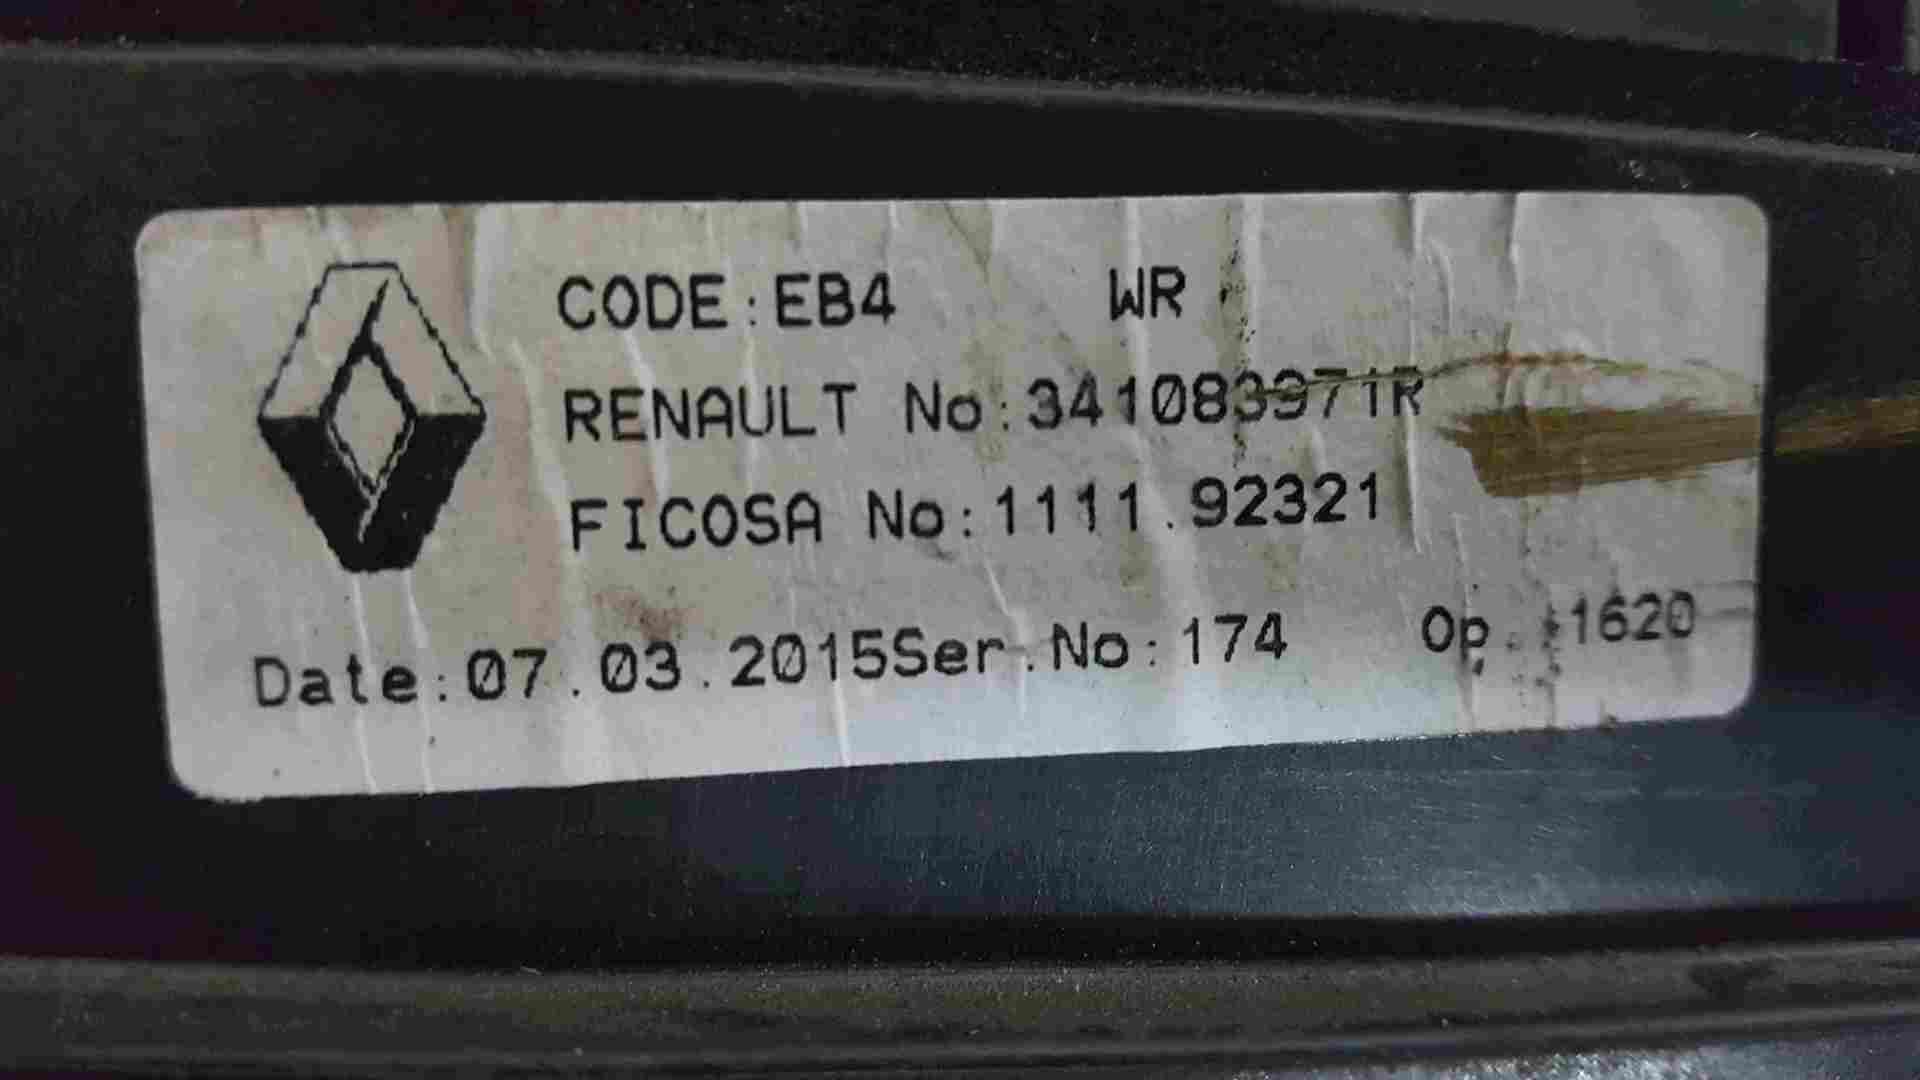 CODE:EB4 WR
RENAULT No:341083971R
FICOSA No:1111.92321
Date:07.03.2015Ser.No:174 Op. 1620